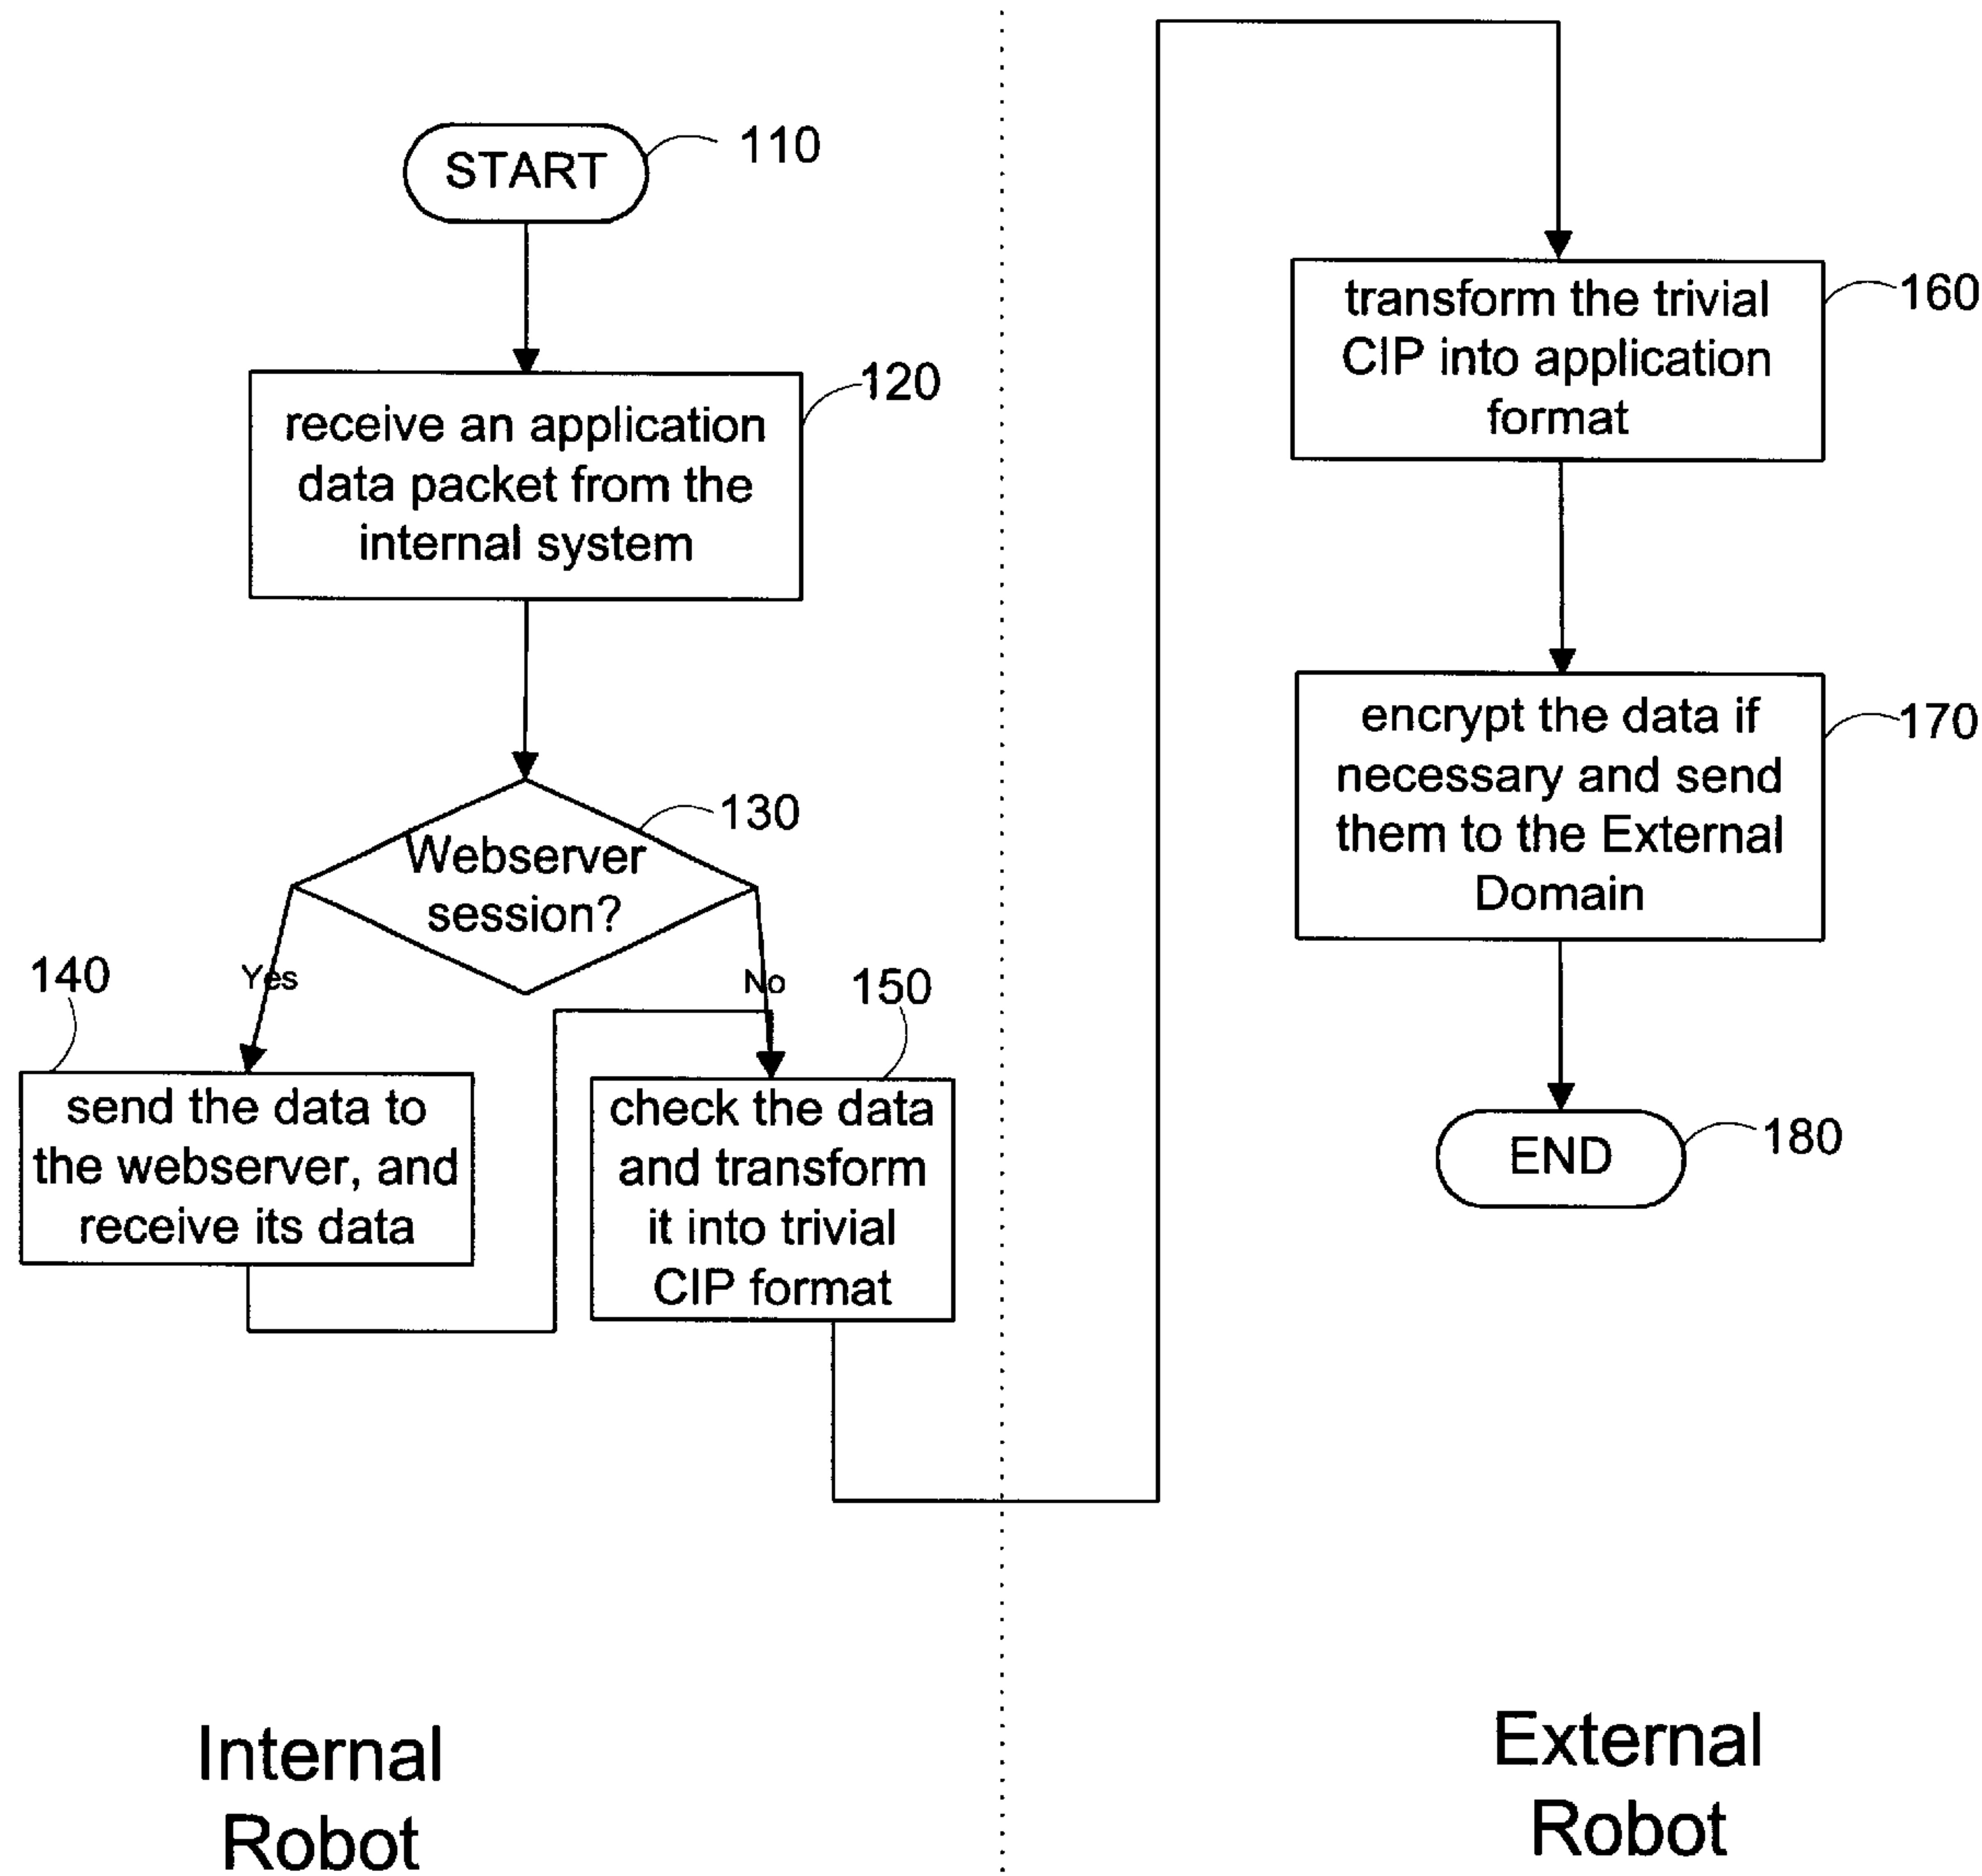 START
110
receive an application
data packet from the
internal system
120
Webserver
session?
130
Yes
No
140
send the data to
the webserver, and
receive its data
150
check the data
and transform
it into trivial
CIP format
transform the trivial
CIP into application
format
160
encrypt the data if
necessary and send
them to the External
Domain
170
END
180
Internal
Robot
External
Robot